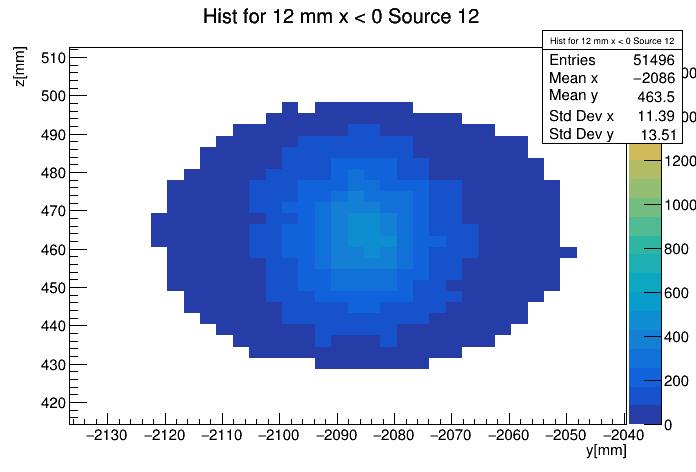 Hist for 12 mm x < 0 Source 12
z[mm]
Hist for 12 mm x < 0 Source 12
Entries 51496
Mean x −2086
Mean y 463.5
Std Dev x 11.39
Std Dev y 13.51
510
500
490
480
470
460
450
440
430
420
1200
1000
800
600
400
200
0
−2130 −2120 −2110 −2100 −2090 −2080 −2070 −2060 −2050 −2040
y[mm]